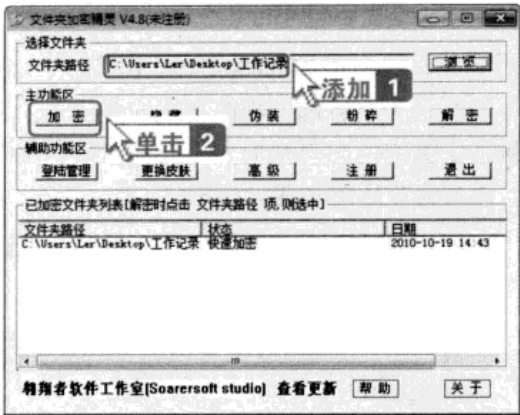 文件夹加密精灵 V4.8(未注册)
选择文件夹
文件夹路径 C:\Users\Ler\Desktop\工作记录 浏览
添加 1
主功能区
加密 伪装 粉碎 解密
单击 2
辅助功能区
登陆管理 更换皮肤 高级 注册 退出
已加密文件夹列表[解密时点击 文件夹路径 项,则选中]
文件夹路径 状态 日期
C:\Users\Ler\Desktop\工作记录 快速加密 2010-10-19 14:43
翱翔者软件工作室[Soarersoft studio] 查看更新 帮助 关于